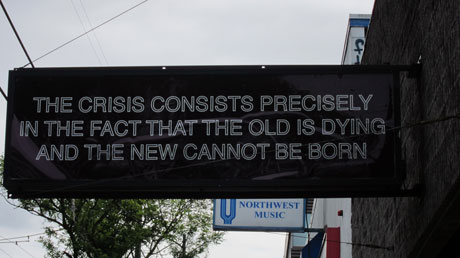 THE CRISIS CONSISTS PRECISELY
IN THE FACT THAT THE OLD IS DYING
AND THE NEW CANNOT BE BORN
NORTHWEST
MUSIC